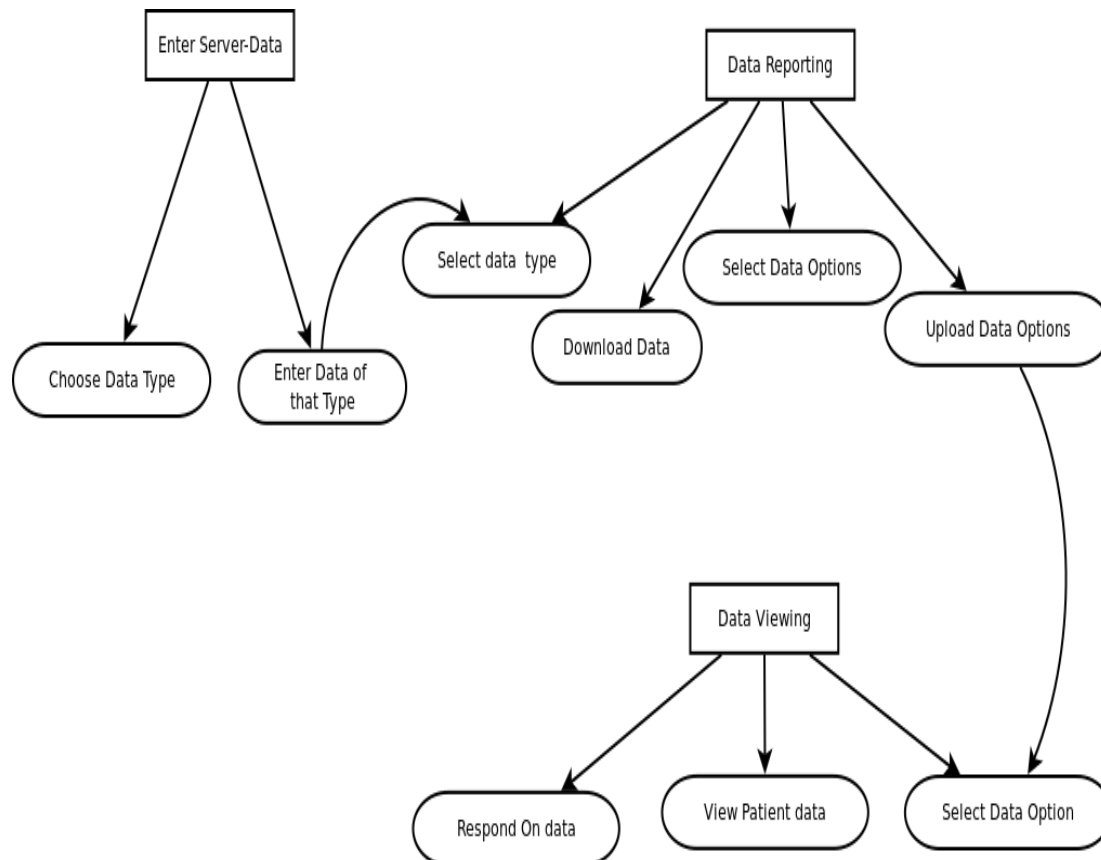 Enter Server-Data
Data Reporting
Select data type
Select Data Options
Download Data
Upload Data Options
Choose Data Type
Enter Data of
that Type
Data Viewing
Respond On data
View Patient data
Select Data Option